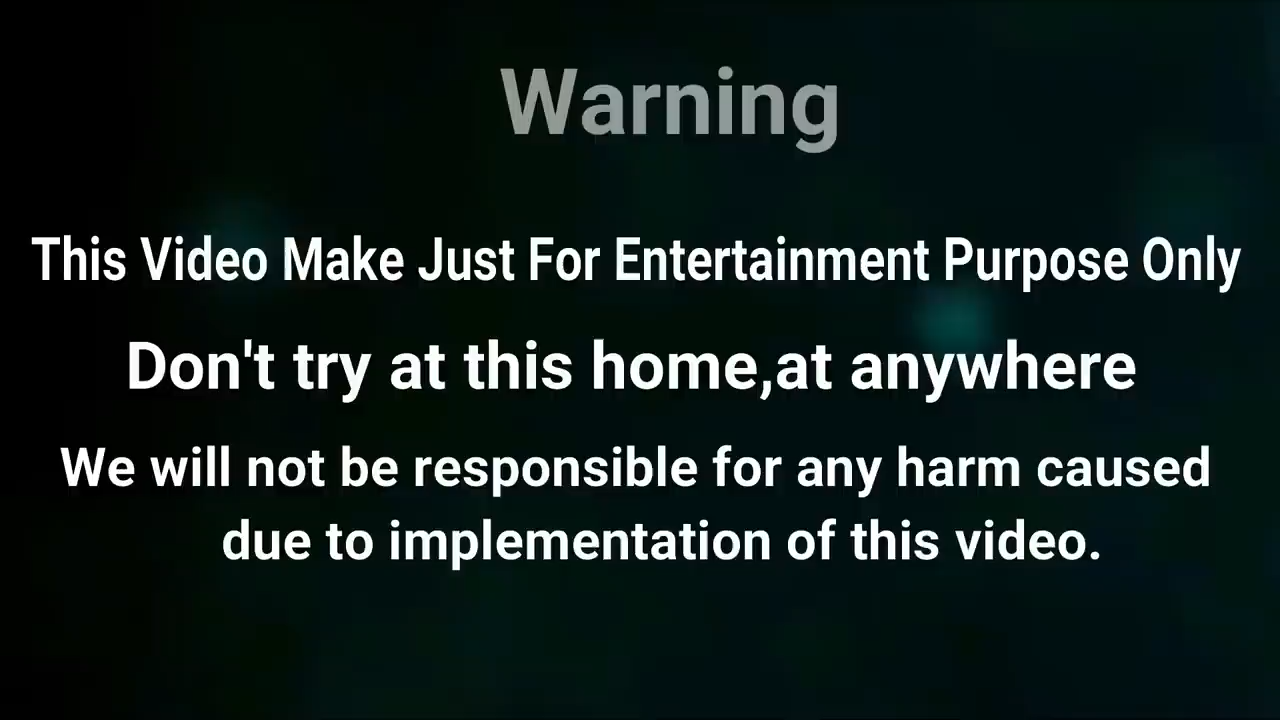 Warning
This Video Make Just For Entertainment Purpose Only
Don't try at this home,at anywhere
We will not be responsible for any harm caused
due to implementation of this video.